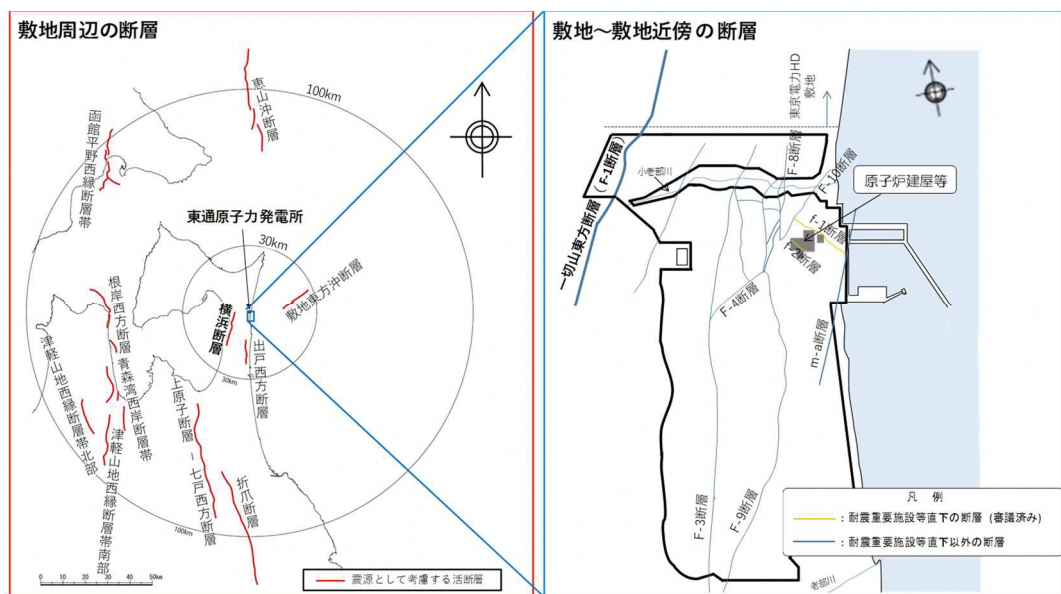 敷地周辺の断層
恵山沖断層
100km
函館平野西縁断層帯
東通原子力発電所
30km
敷地東方沖断層
横浜断層
根岸西方断層
出戸西方断層
30km
津軽山地西縁断層帯北部
青森湾西岸断層帯
上原子断層－七戸西方断層
津軽山地西縁断層帯南部
折爪断層
100km
0 10 20 30 40 50km
震源として考慮する活断層
敷地～敷地近傍の断層
東京電力HD
敷地
一切山東方断層（F-1断層）
小老部川
F-8断層
F-10断層
原子炉建屋等
f-1断層
f-2断層
F-4断層
m-a断層
F-3断層
F-9断層
凡 例
：耐震重要施設等直下の断層 (審議済み)
：耐震重要施設等直下以外の断層
老部川